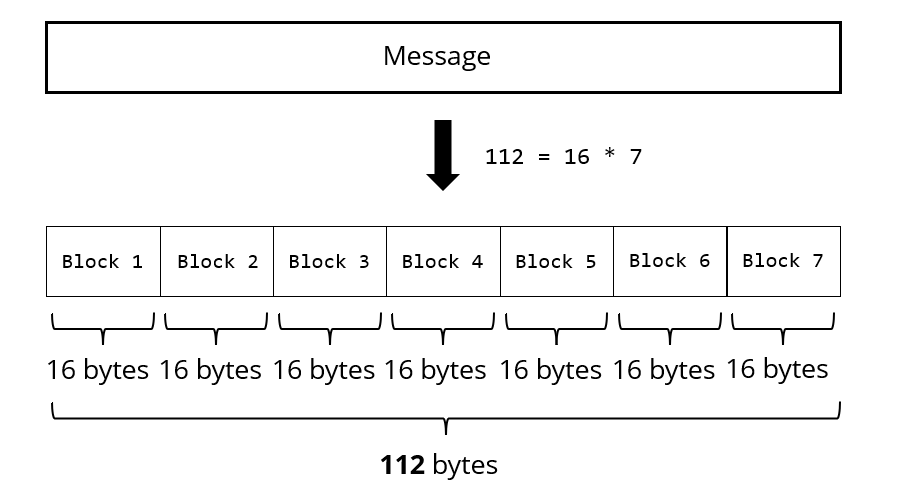 Message
112 = 16 * 7
Block 1 Block 2 Block 3 Block 4 Block 5 Block 6 Block 7
16 bytes 16 bytes 16 bytes 16 bytes 16 bytes 16 bytes 16 bytes
112 bytes